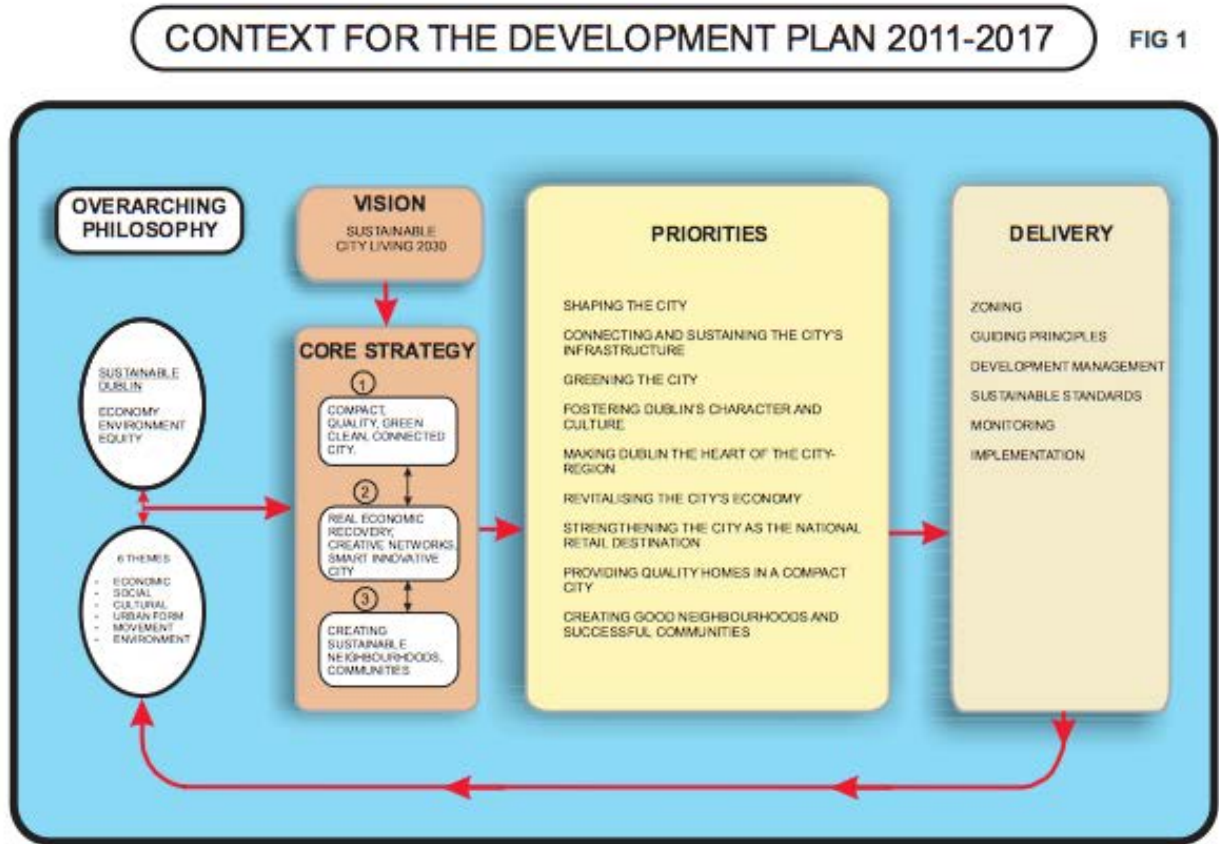 CONTEXT FOR THE DEVELOPMENT PLAN 2011-2017
FIG 1
OVERARCHING
PHILOSOPHY
SUSTAINABLE
DUBLIN
ECONOMY
ENVIRONMENT
EQUITY
6 THEMES
- ECONOMIC
- SOCIAL
- CULTURAL
- URBAN FORM
- MOVEMENT
- ENVIRONMENT
VISION
SUSTAINABLE
CITY LIVING 2030
CORE STRATEGY
1
COMPACT,
QUALITY, GREEN
CLEAN, CONNECTED
CITY.
2
REAL ECONOMIC
RECOVERY,
CREATIVE NETWORKS,
SMART INNOVATIVE
CITY
3
CREATING
SUSTAINABLE
NEIGHBOURHOODS,
COMMUNITIES
PRIORITIES
SHAPING THE CITY
CONNECTING AND SUSTAINING THE CITY'S
INFRASTRUCTURE
GREENING THE CITY
FOSTERING DUBLIN'S CHARACTER AND
CULTURE
MAKING DUBLIN THE HEART OF THE CITY-
REGION
REVITALISING THE CITY'S ECONOMY
STRENGTHENING THE CITY AS THE NATIONAL
RETAIL DESTINATION
PROVIDING QUALITY HOMES IN A COMPACT
CITY
CREATING GOOD NEIGHBOURHOODS AND
SUCCESSFUL COMMUNITIES
DELIVERY
ZONING
GUIDING PRINCIPLES
DEVELOPMENT MANAGEMENT
SUSTAINABLE STANDARDS
MONITORING
IMPLEMENTATION